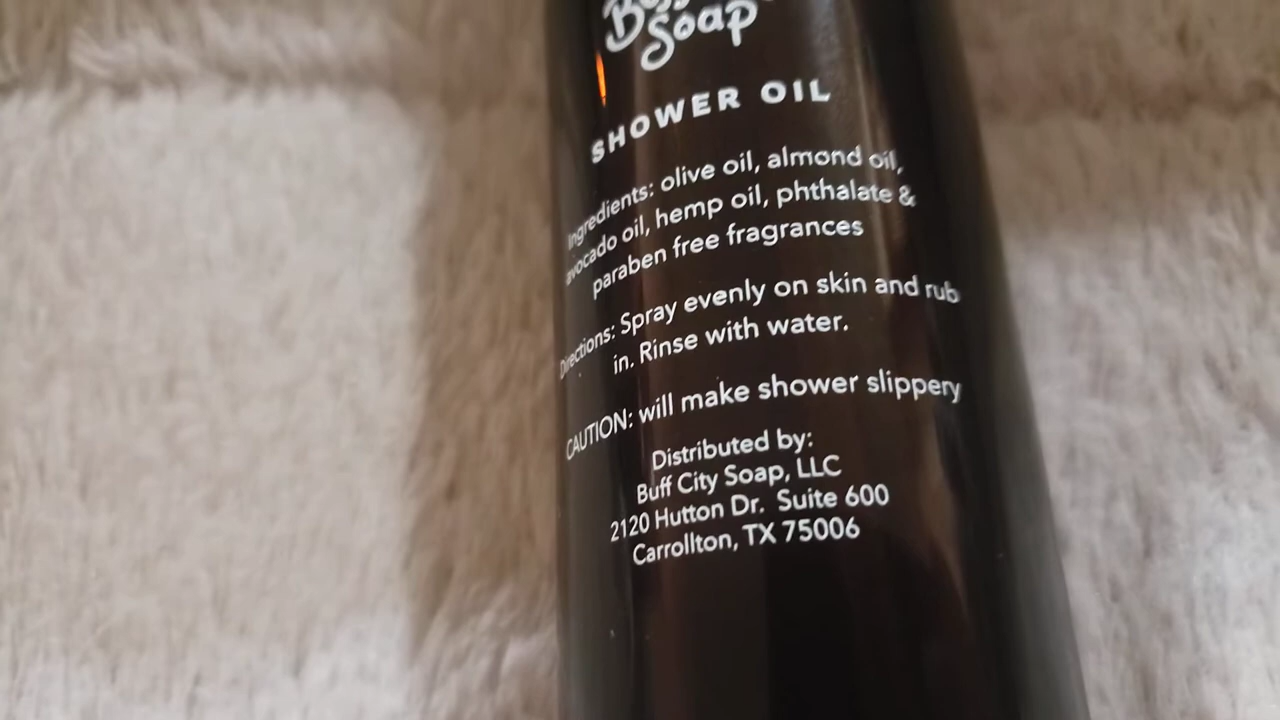 Soap
SHOWER OIL
Ingredients: olive oil, almond oil,
avocado oil, hemp oil, phthalate &
paraben free fragrances
Directions: Spray evenly on skin and rub
in. Rinse with water.
CAUTION: will make shower slippery
Distributed by:
Buff City Soap, LLC
2120 Hutton Dr. Suite 600
Carrollton, TX 75006